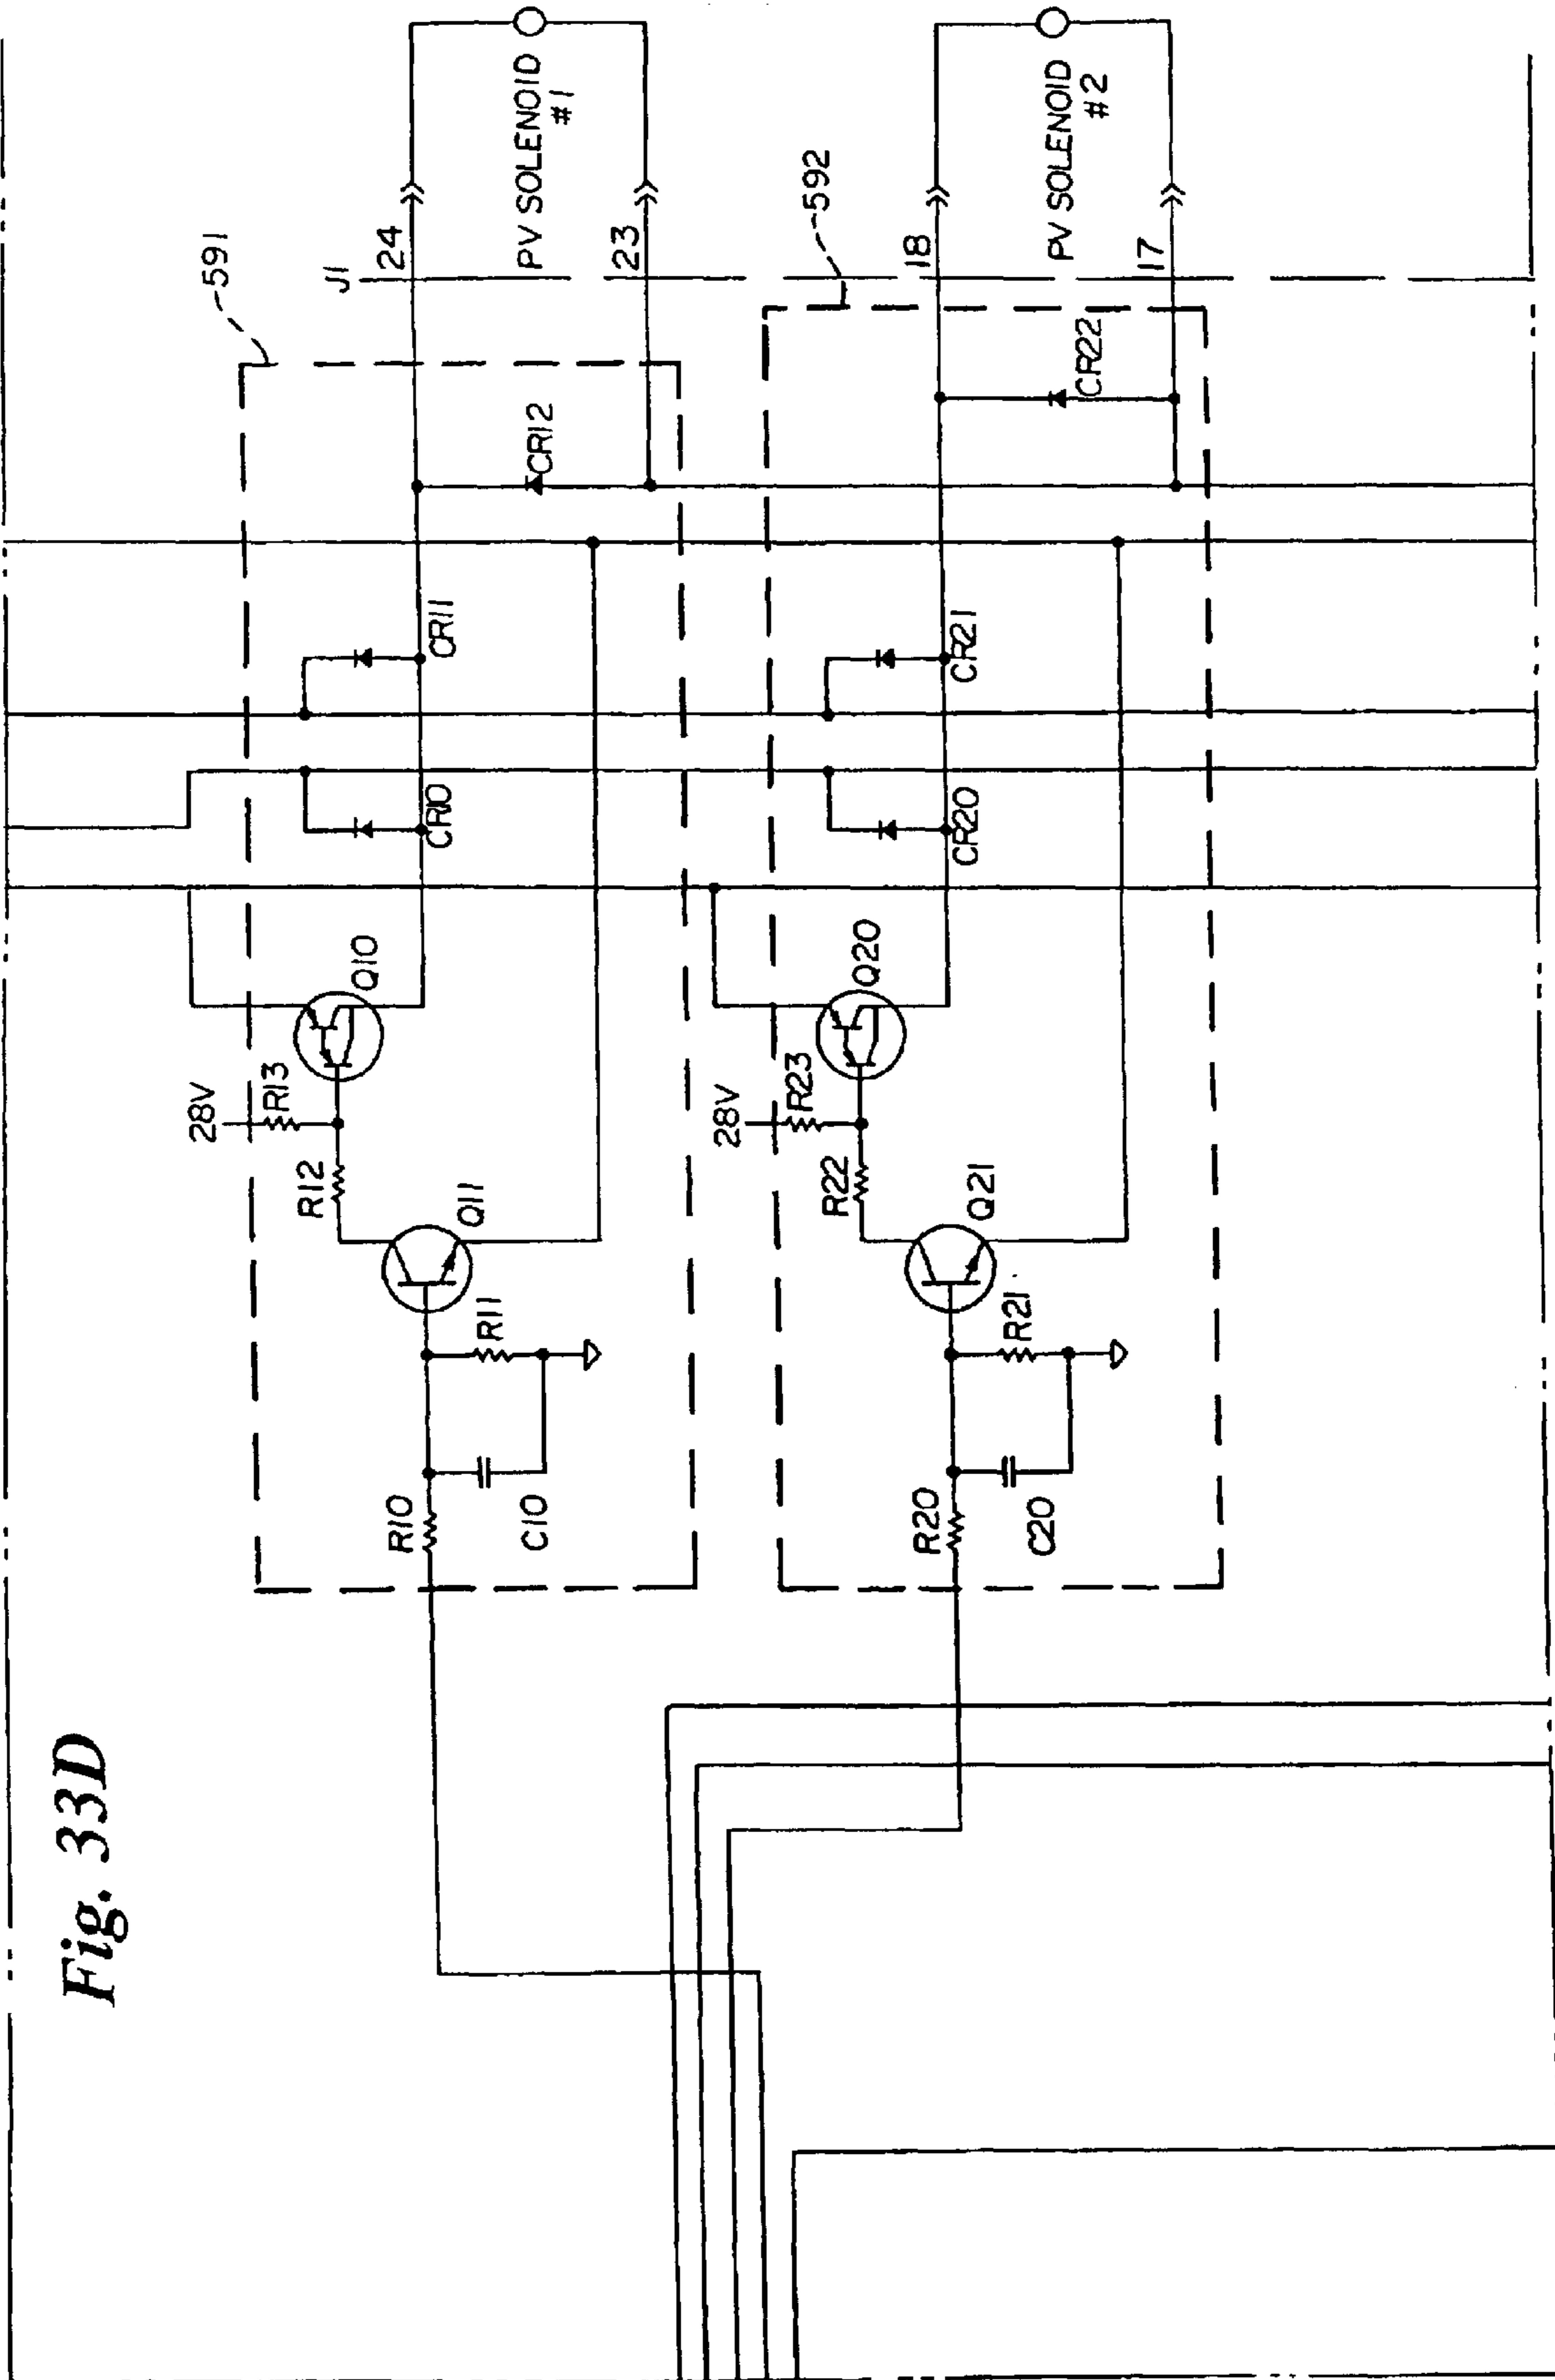 Fig. 33D
591
J1
24
PV SOLENOID
#1
23
CR12
CR11
CR10
Q10
28V
R13
R12
Q11
R11
R10
C10
592
18
PV SOLENOID
#2
17
CR22
CR21
CR20
Q20
28V
R23
R22
Q21
R21
R20
C20